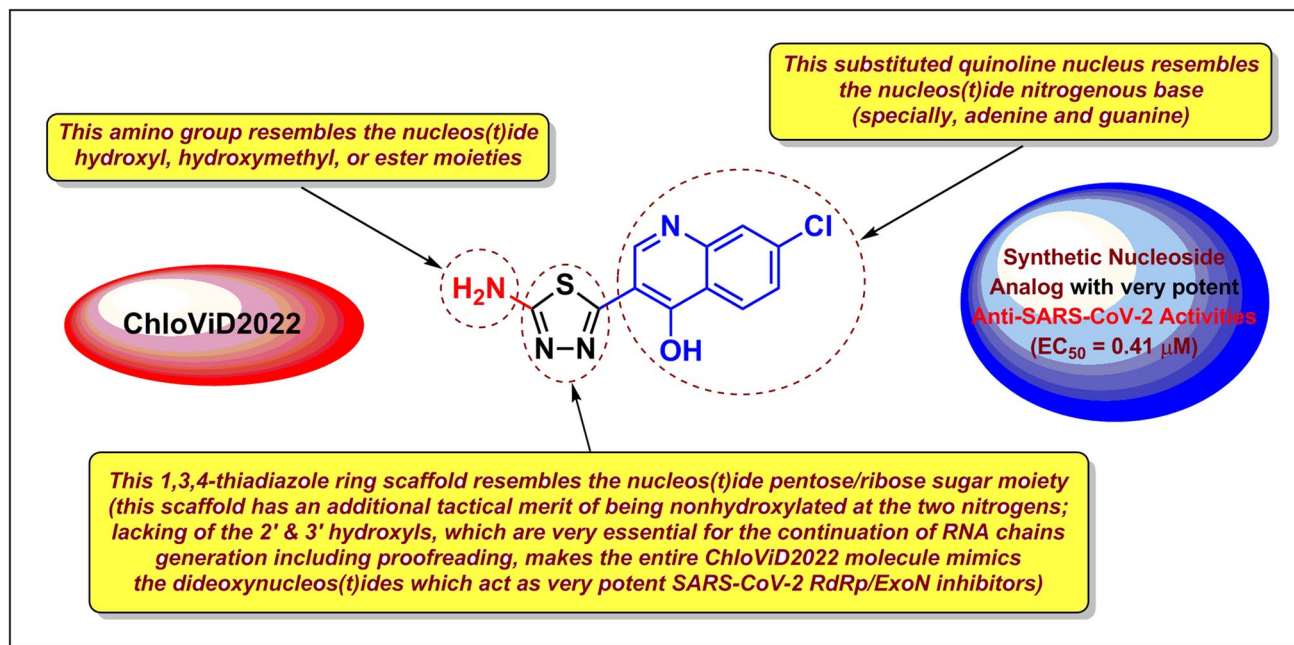 This substituted quinoline nucleus resembles
the nucleos(t)ide nitrogenous base
(specially, adenine and guanine)
This amino group resembles the nucleos(t)ide
hydroxyl, hydroxymethyl, or ester moieties
N
Cl
H₂N
S
N–N
OH
ChloViD2022
Synthetic Nucleoside
Analog with very potent
Anti-SARS-CoV-2 Activities
(EC₅₀ = 0.41 μM)
This 1,3,4-thiadiazole ring scaffold resembles the nucleos(t)ide pentose/ribose sugar moiety
(this scaffold has an additional tactical merit of being nonhydroxylated at the two nitrogens;
lacking of the 2′ & 3′ hydroxyls, which are very essential for the continuation of RNA chains
generation including proofreading, makes the entire ChloViD2022 molecule mimics
the dideoxynucleos(t)ides which act as very potent SARS-CoV-2 RdRp/ExoN inhibitors)